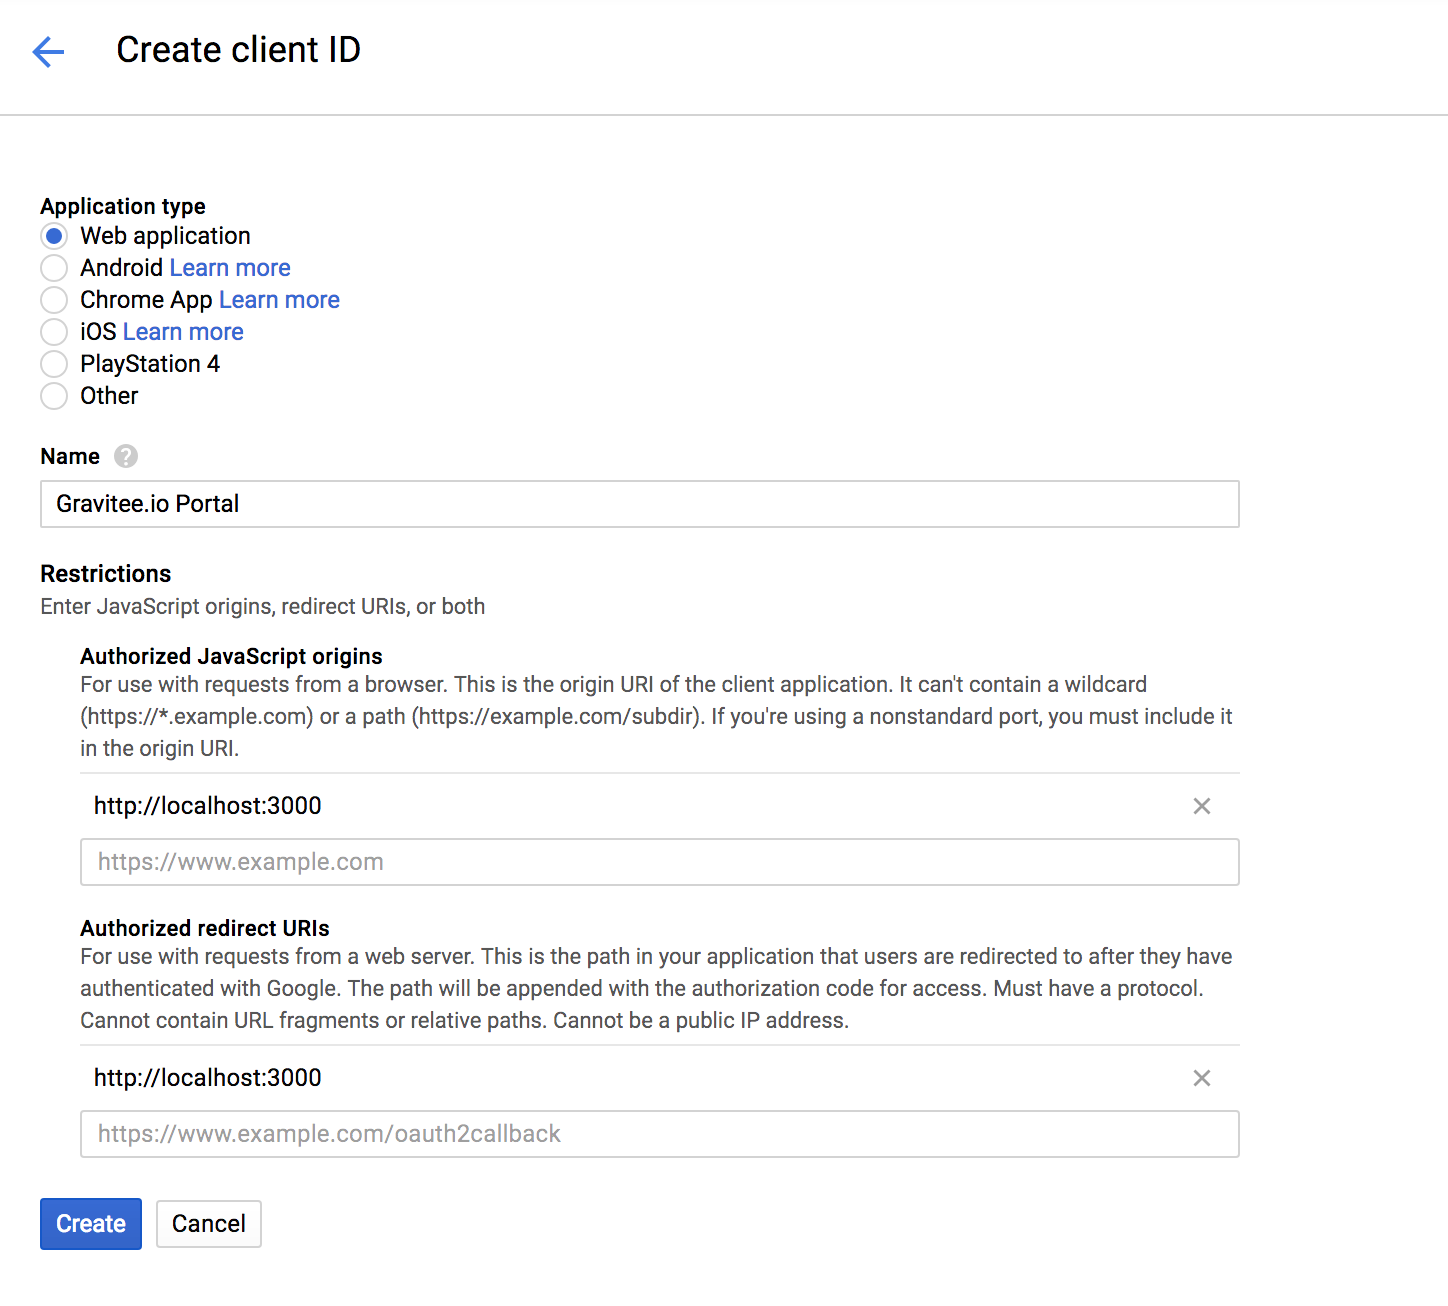 Create client ID
Application type
Web application
Android Learn more
Chrome App Learn more
iOS Learn more
PlayStation 4
Other
Name ?
Gravitee.io Portal
Restrictions
Enter JavaScript origins, redirect URIs, or both
Authorized JavaScript origins
For use with requests from a browser. This is the origin URI of the client application. It can't contain a wildcard
(https://*.example.com) or a path (https://example.com/subdir). If you're using a nonstandard port, you must include it
in the origin URI.
http://localhost:3000
https://www.example.com
Authorized redirect URIs
For use with requests from a web server. This is the path in your application that users are redirected to after they have
authenticated with Google. The path will be appended with the authorization code for access. Must have a protocol.
Cannot contain URL fragments or relative paths. Cannot be a public IP address.
http://localhost:3000
https://www.example.com/oauth2callback
Create Cancel